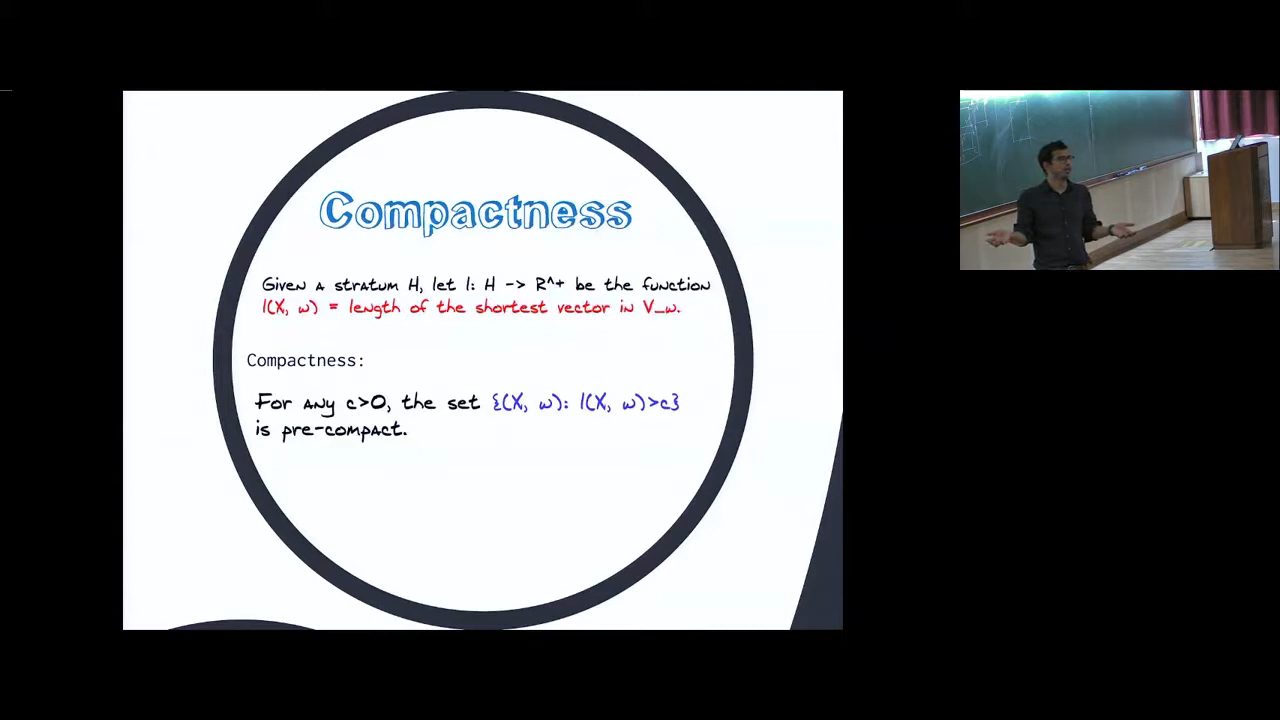 Compactness
Given a stratum H, let l: H -> R^+ be the function
l(X, ω) = length of the shortest vector in V_ω.
Compactness:
For any c>0, the set {(X, ω): l(X, ω)>c}
is pre-compact.